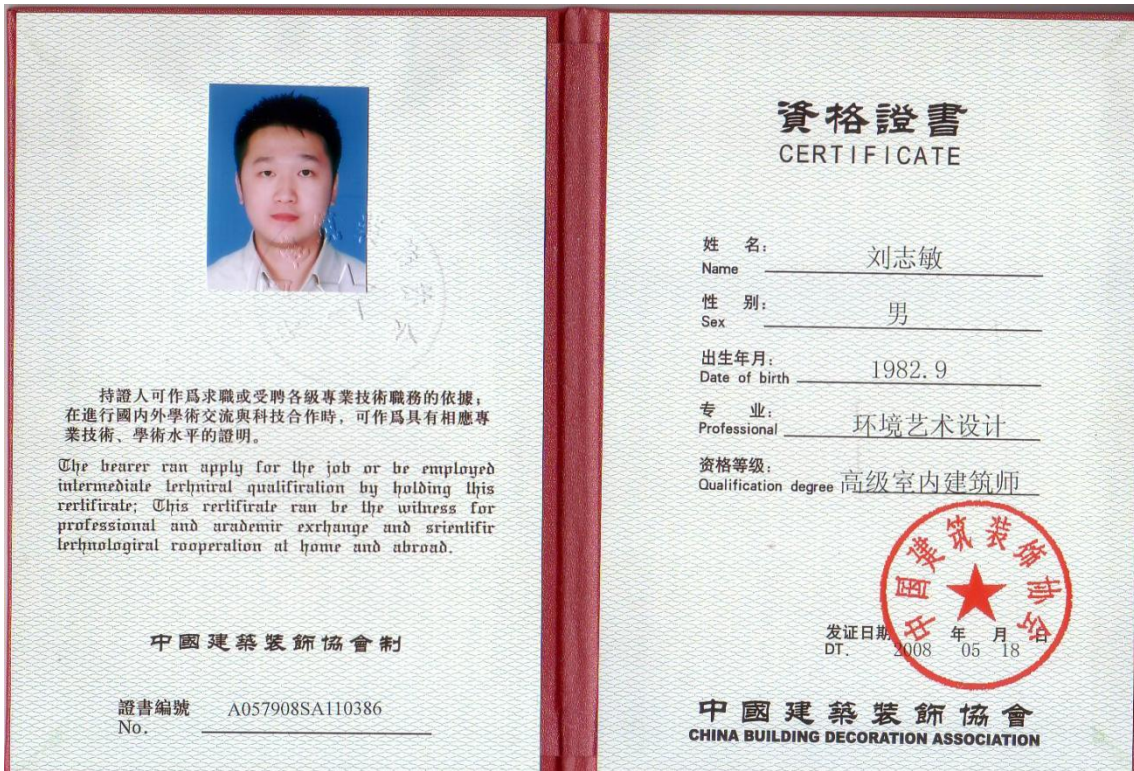 持證人可作爲求職或受聘各級專業技術職務的依據;
在進行國内外學術交流與科技合作時，可作爲具有相應專
業技術、學術水平的證明。
The bearer can apply for the job or be employed
intermediate technical qualification by holding this
certificate; This certificate can be the witness for
professional and academic exchange and scientific
technological cooperation at home and abroad.
中國建築裝飾協會制
證書編號 A057908SA110386
No.
資格證書
CERTIFICATE
姓 名: 刘志敏
Name
性 别: 男
Sex
出生年月: 1982.9
Date of birth
专 业: 环境艺术设计
Professional
资格等级: 高级室内建筑师
Qualification degree
中国建筑装饰协会
发证日期 年 月 日
DT. 2008 05 18
中國建築裝飾協會
CHINA BUILDING DECORATION ASSOCIATION